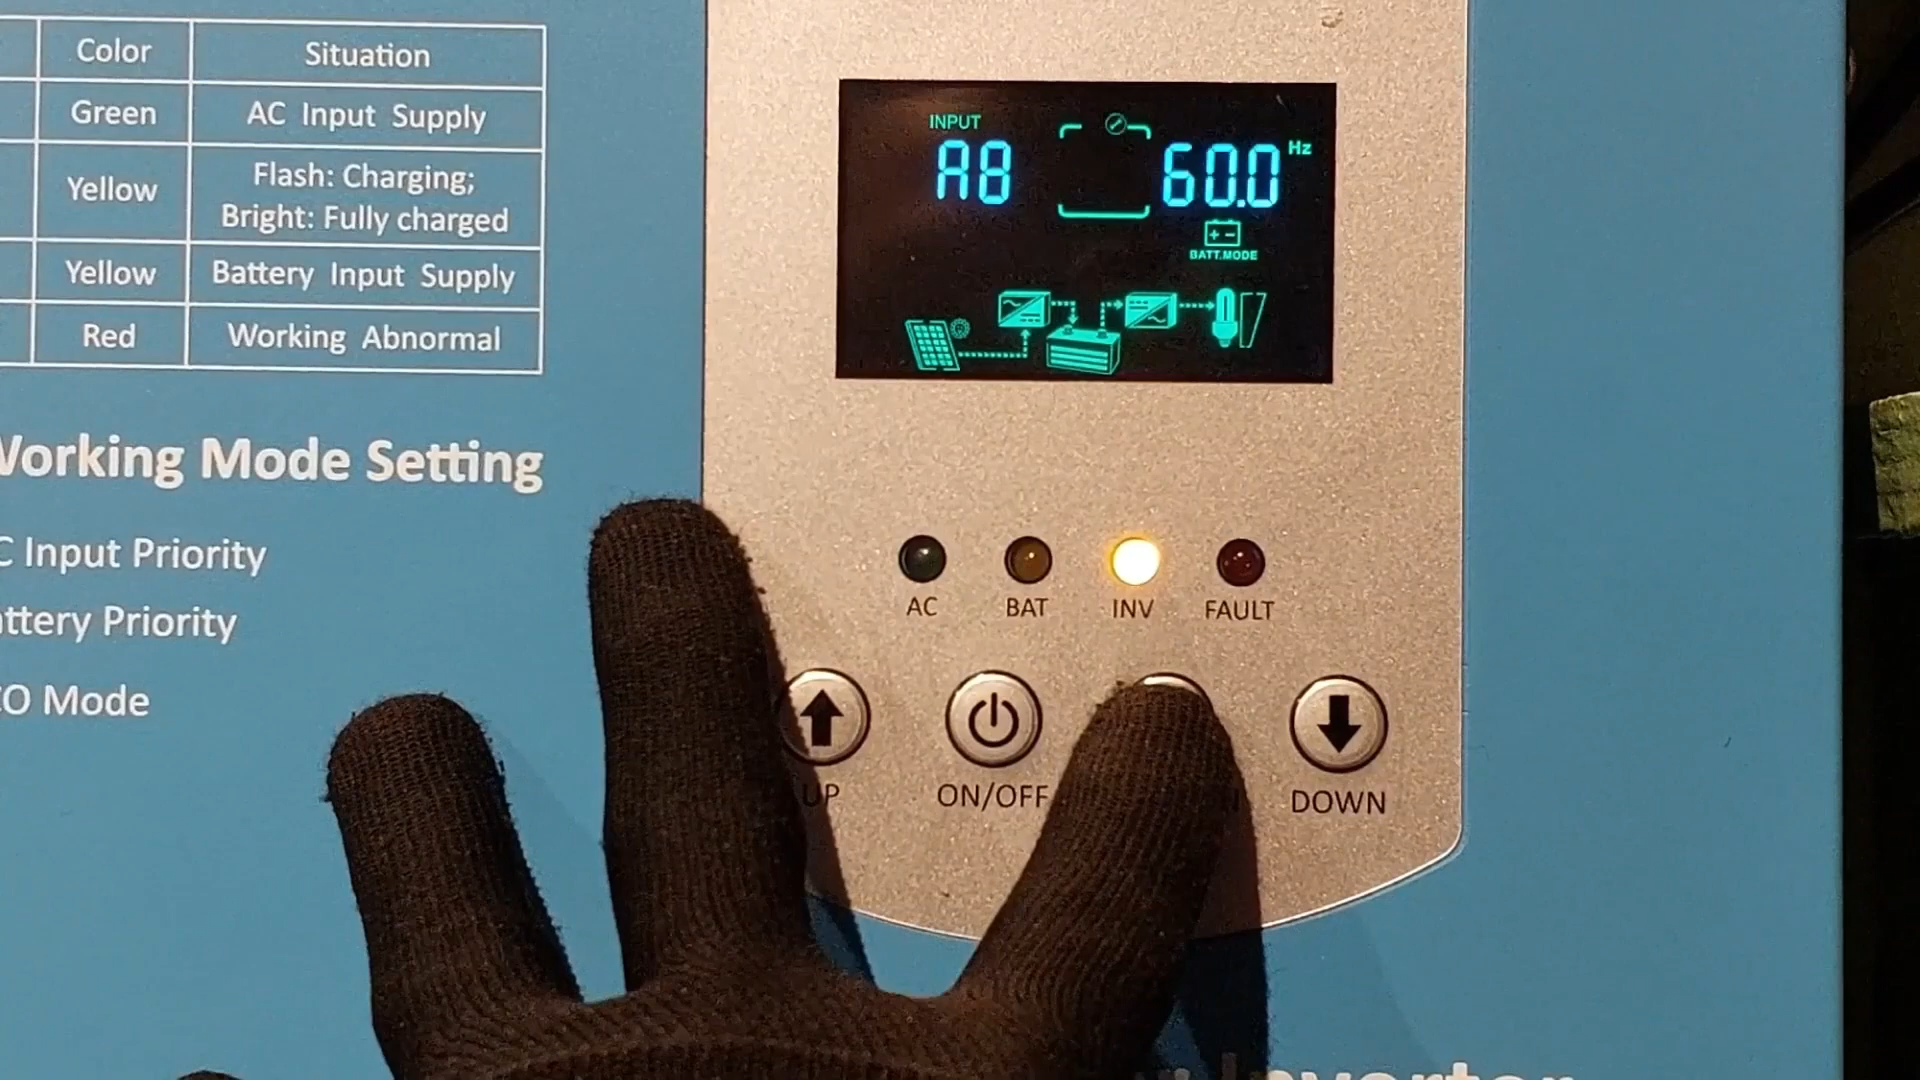 Color Situation
Green AC Input Supply
Yellow Flash: Charging;
Bright: Fully charged
Yellow Battery Input Supply
Red Working Abnormal
Working Mode Setting
Input Priority
Priority
Mode
INPUT
A8 60.0 Hz
BATT.MODE
AC BAT INV FAULT
UP ON/OFF DOWN
Inverter